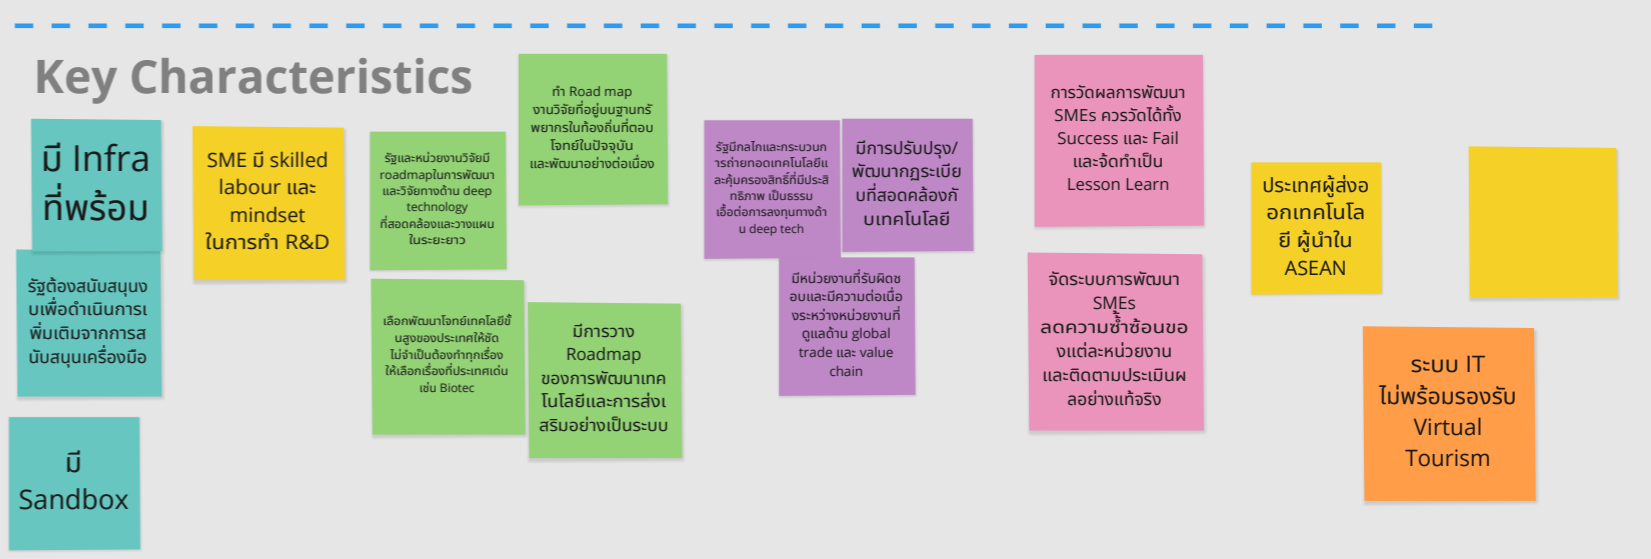 Key Characteristics
มี Infra
ที่พร้อม
รัฐต้องสนับสนุนง
บเพื่อดำเนินการเ
พิ่มเติมจากการส
นับสนุนเครื่องมือ
มี
Sandbox
SME มี skilled
labour และ
mindset
ในการทำ R&D
รัฐและหน่วยงานวิจัยมี
roadmapในการพัฒนา
และวิจัยทางด้าน deep
technology
ที่สอดคล้องและวางแผน
ในระยะยาว
ทำ Road map
งานวิจัยที่อยู่บนฐานทรั
พยากรในท้องถิ่นที่ตอบ
โจทย์ในปัจจุบัน
และพัฒนาอย่างต่อเนื่อง
เลือกพัฒนาโจทย์เทคโลยีขั้
นสูงของประเทศให้ชัด
ไม่จำเป็นต้องทำทุกเรื่อง
ให้เลือกเรื่องที่ประเทศเด่น
เช่น Biotec
มีการวาง
Roadmap
ของการพัฒนาเทค
โนโลยีและการส่งเ
สริมอย่างเป็นระบบ
รัฐมีกลไกและกระบวนก
ารถ่ายทอดเทคโนโลยีแ
ละคุ้มครองสิทธิ์ที่มีประสิ
ทธิภาพ เป็นธรรม
เอื้อต่อการลงทุนทางด้า
น deep tech
มีการปรับปรุง/
พัฒนากฎระเบีย
บที่สอดคล้องกั
บเทคโนโลยี
มีหน่วยงานที่รับผิดช
อบและมีความต่อเนื่อ
งระหว่างหน่วยงานที่
ดูแลด้าน global
trade และ value
chain
การวัดผลการพัฒนา
SMEs ควรวัดได้ทั้ง
Success และ Fail
และจัดทำเป็น
Lesson Learn
จัดระบบการพัฒนา
SMEs
ลดความซ้ำซ้อนขอ
งแต่ละหน่วยงาน
และติดตามประเมินผ
ลอย่างแท้จริง
ประเทศผู้ส่งอ
อกเทคโนโล
ยี ผู้นำใน
ASEAN
ระบบ IT
ไม่พร้อมรองรับ
Virtual
Tourism